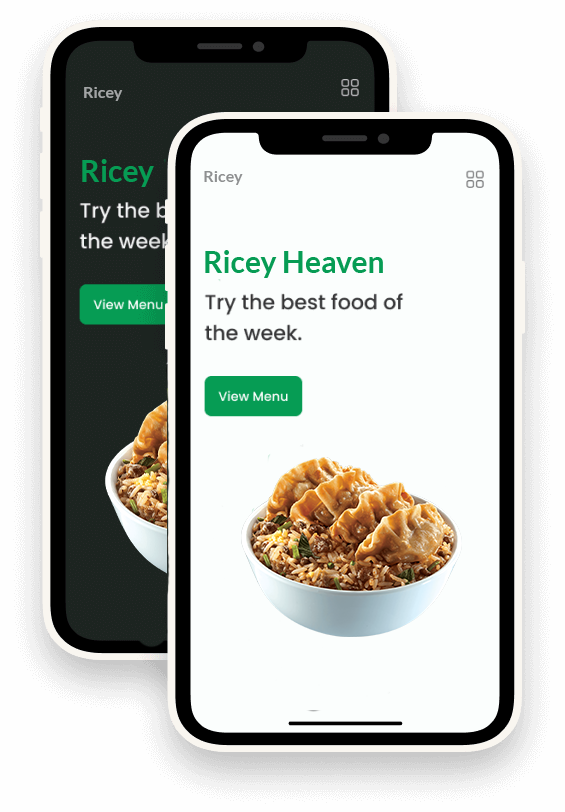 Ricey
Ricey
Try the b
the week
View Menu
Ricey
Ricey Heaven
Try the best food of
the week.
View Menu